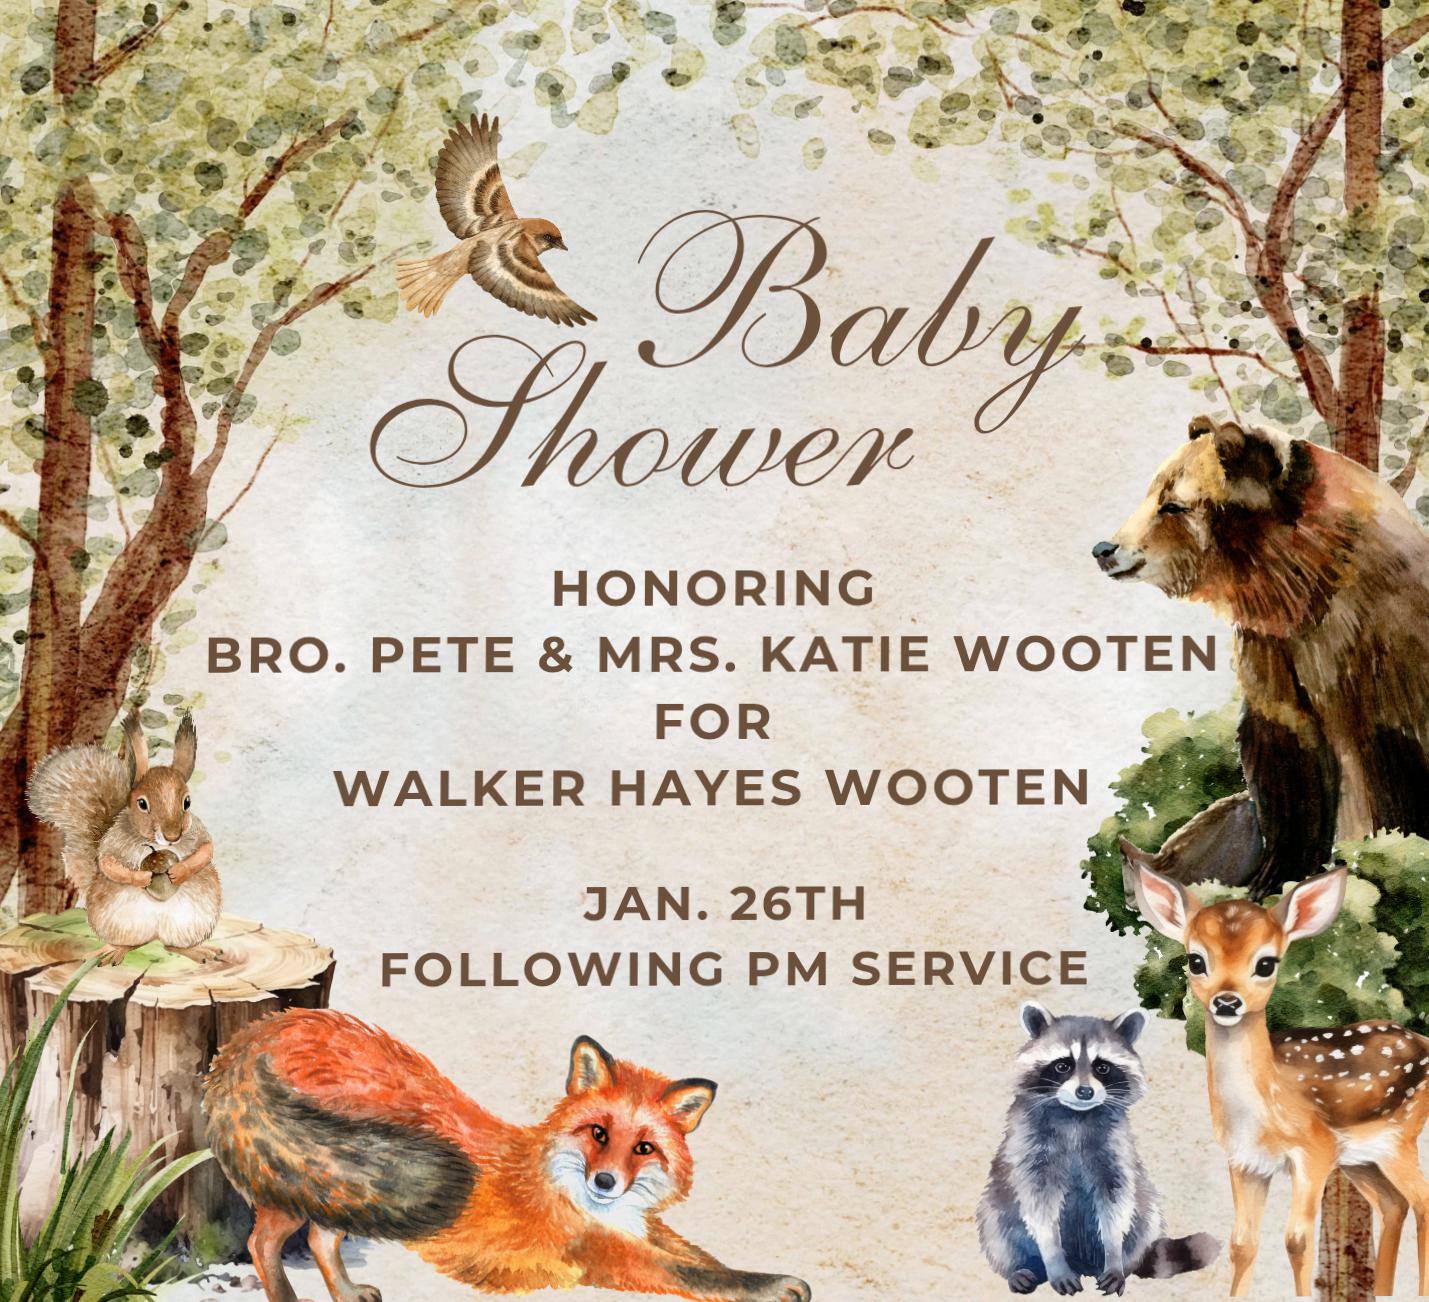 Baby
Shower
HONORING
BRO. PETE & MRS. KATIE WOOTEN
FOR
WALKER HAYES WOOTEN
JAN. 26TH
FOLLOWING PM SERVICE